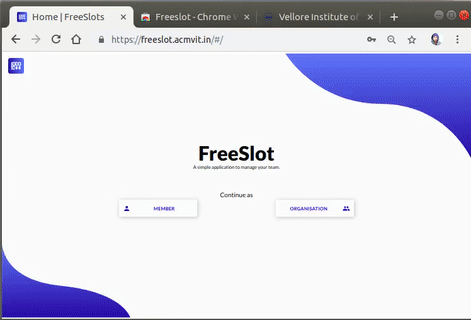 Home | FreeSlots
Freeslot - Chrome
Vellore Institute of
https://freeslot.acmvit.in/#/
FreeSlot
A simple application to manage your team.
Continue as
MEMBER
ORGANISATION